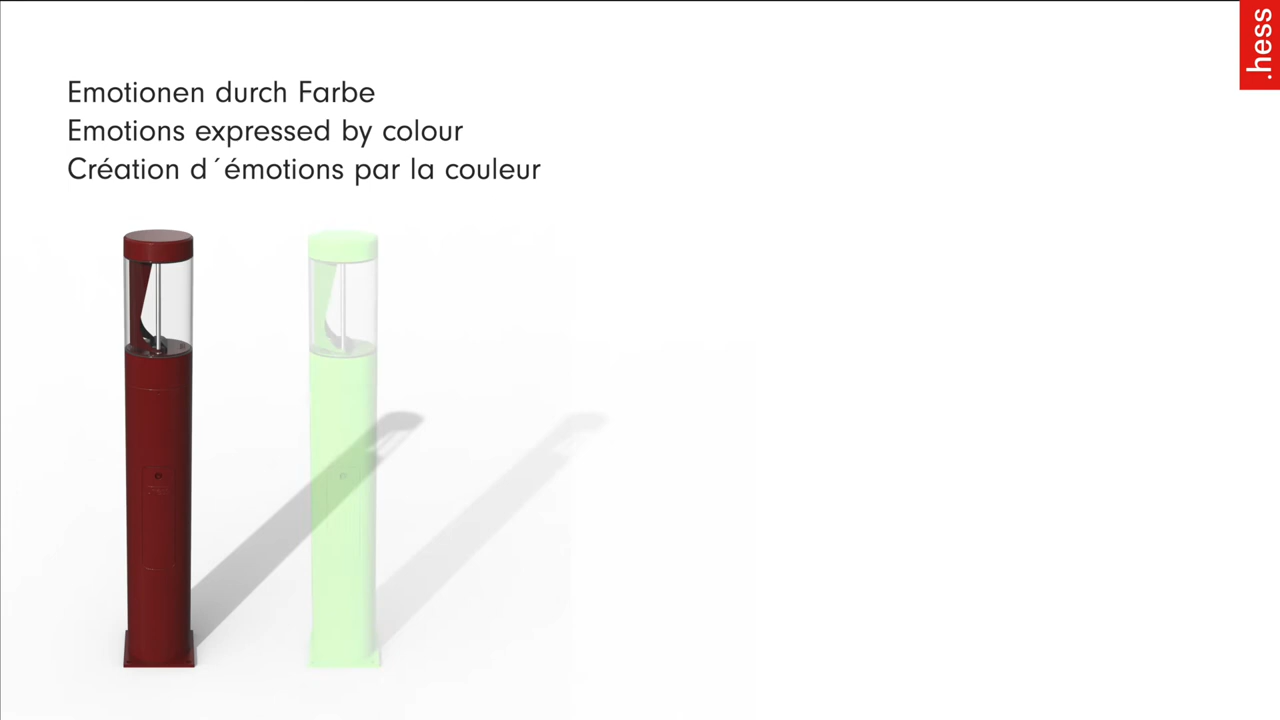 Emotionen durch Farbe
Emotions expressed by colour
Création d´émotions par la couleur
.hess